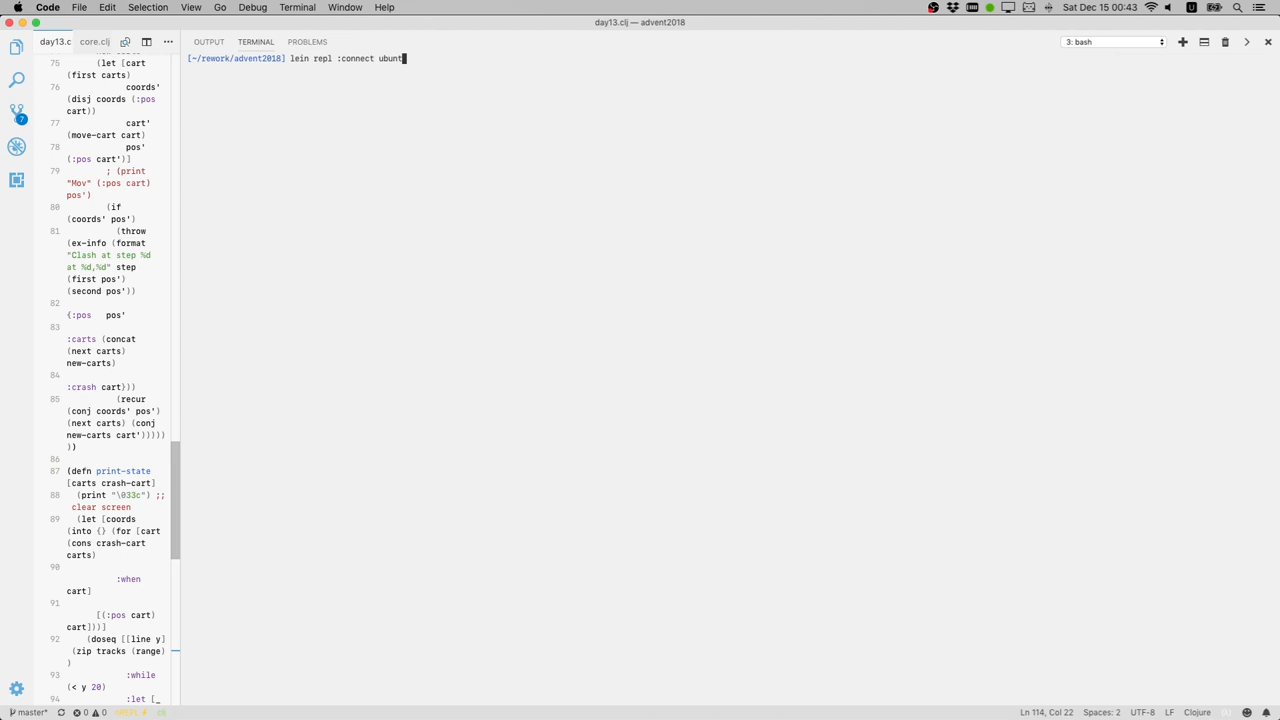 Code File Edit Selection View Go Debug Terminal Window Help
Sat Dec 15 00:43
day13.clj — advent2018
day13.c core.clj
OUTPUT TERMINAL PROBLEMS
3: bash
[~/rework/advent2018] lein repl :connect ubunt
75 (let [cart
(first carts)
76 coords'
(disj coords (:pos
cart))
77 cart'
(move-cart cart)
78 pos'
(:pos cart')]
79 ; (print
"Mov" (:pos cart)
pos')
80 (if
(coords' pos')
81 (throw
(ex-info (format
"Clash at step %d
at %d,%d" step
(first pos')
(second pos'))
82
{:pos pos'
83
:carts (concat
(next carts)
new-carts)
84
:crash cart}))
85 (recur
(conj coords' pos')
(next carts) (conj
new-carts cart')))))
))
86
87 (defn print-state
[carts crash-cart]
88 (print "\033c") ;;
clear screen
89 (let [coords
(into {} (for [cart
(cons crash-cart
carts)
90
:when
cart]
91
[(:pos cart)
cart]))]
92 (doseq [[line y]
(zip tracks (range)
)
93 :while
(< y 20)
94 :let [_
7
master* 0 0
Ln 114, Col 22 Spaces: 2 UTF-8 LF Clojure